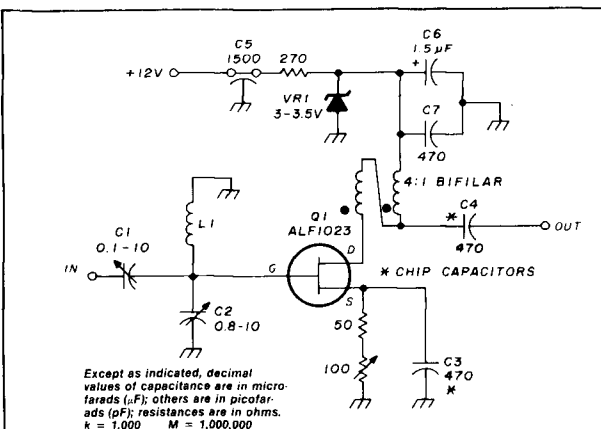 C5
1500
270
C6
+
1.5 µF
+12V
VR1
3-3.5V
C7
470
4:1 BIFILAR
L1
Q1
ALF1023
C4
*
470
OUT
C1
0.1-10
IN
G
D
S
* CHIP CAPACITORS
C2
0.8-10
50
100
C3
470
*
Except as indicated, decimal
values of capacitance are in micro-
farads (µF); others are in picofar-
ads (pF); resistances are in ohms.
k = 1,000 M = 1,000,000